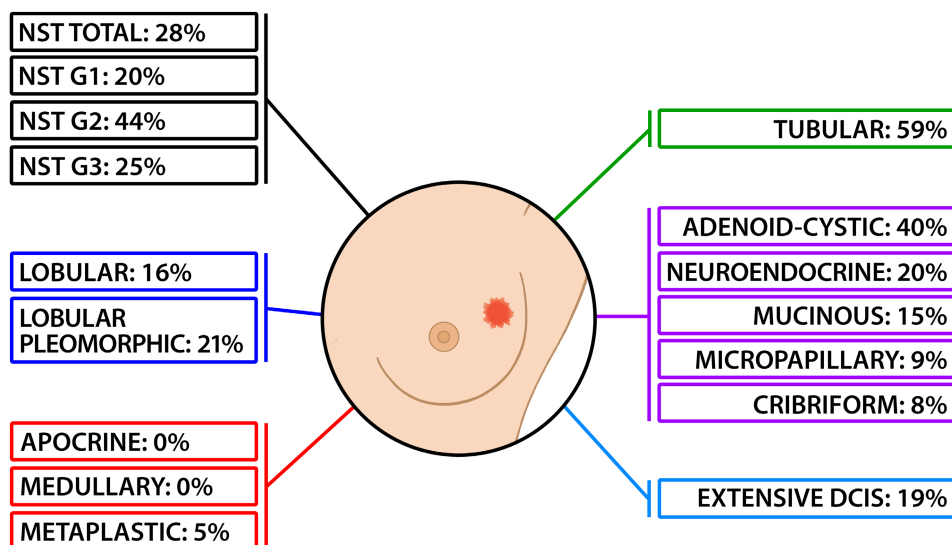 NST TOTAL: 28%
NST G1: 20%
NST G2: 44%
NST G3: 25%
LOBULAR: 16%
LOBULAR
PLEOMORPHIC: 21%
APOCRINE: 0%
MEDULLARY: 0%
METAPLASTIC: 5%
TUBULAR: 59%
ADENOID-CYSTIC: 40%
NEUROENDOCRINE: 20%
MUCINOUS: 15%
MICROPAPILLARY: 9%
CRIBRIFORM: 8%
EXTENSIVE DCIS: 19%